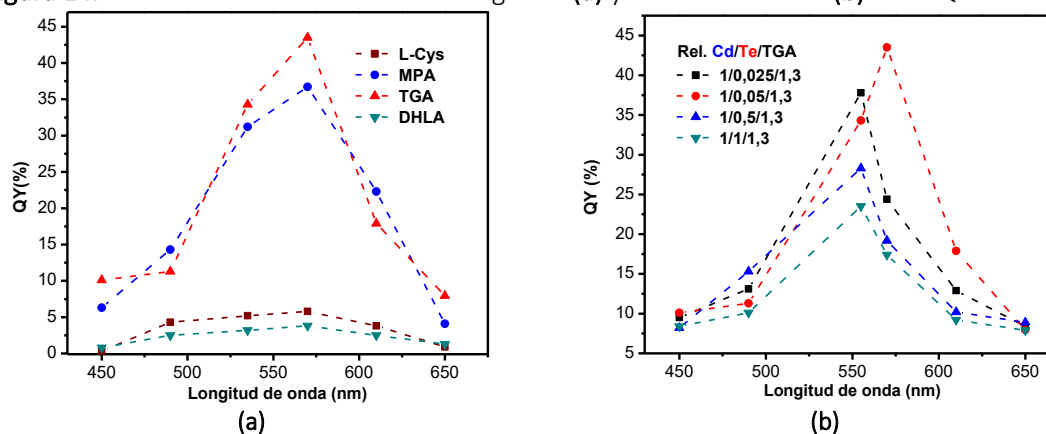 (a) (b)
45
40
35
30
25
20
15
10
5
0
QY(%)
L-Cys
MPA
TGA
DHLA
450 500 550 600 650
Longitud de onda (nm)
(a)
45
40
35
30
25
20
15
10
5
QY (%)
Rel. Cd/Te/TGA
1/0,025/1,3
1/0,05/1,3
1/0,5/1,3
1/1/1,3
450 500 550 600 650
Longitud de onda (nm)
(b)